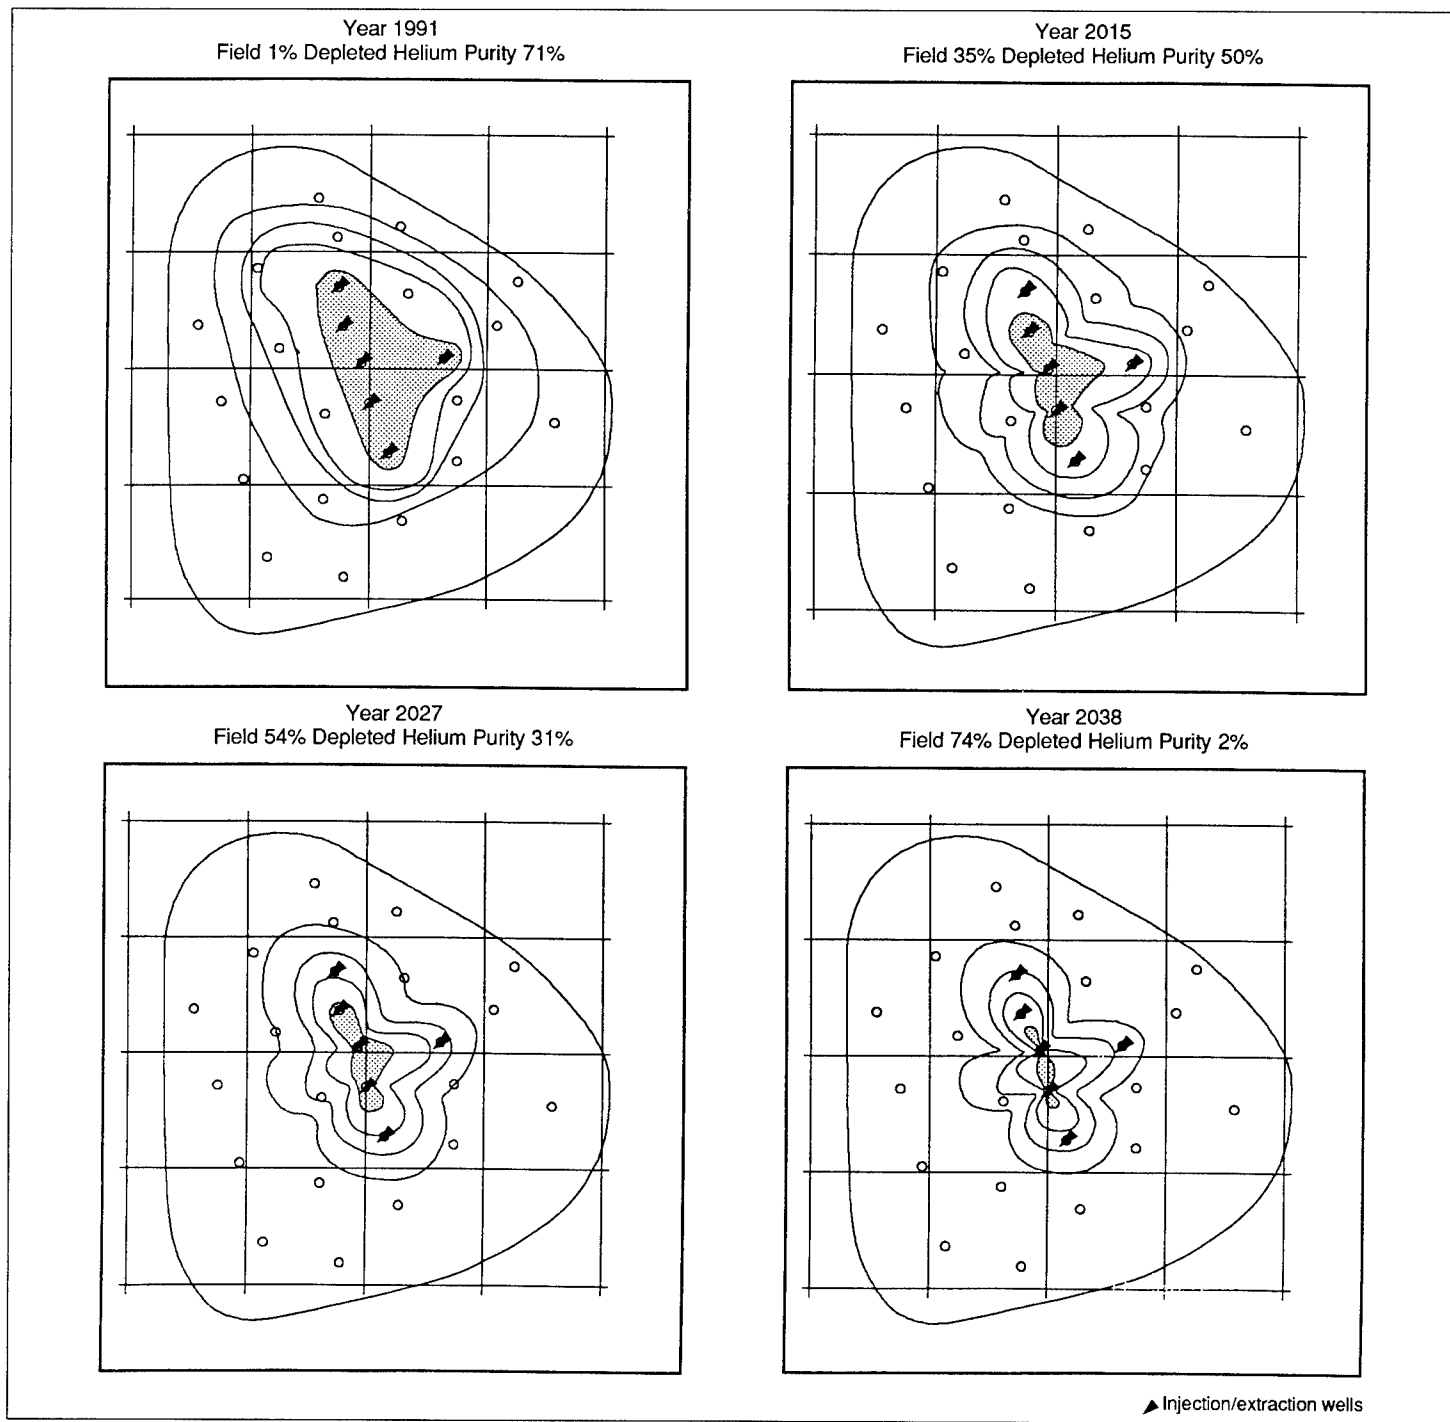 Year 1991
Field 1% Depleted Helium Purity 71%
Year 2015
Field 35% Depleted Helium Purity 50%
Year 2027
Field 54% Depleted Helium Purity 31%
Year 2038
Field 74% Depleted Helium Purity 2%
Injection/extraction wells